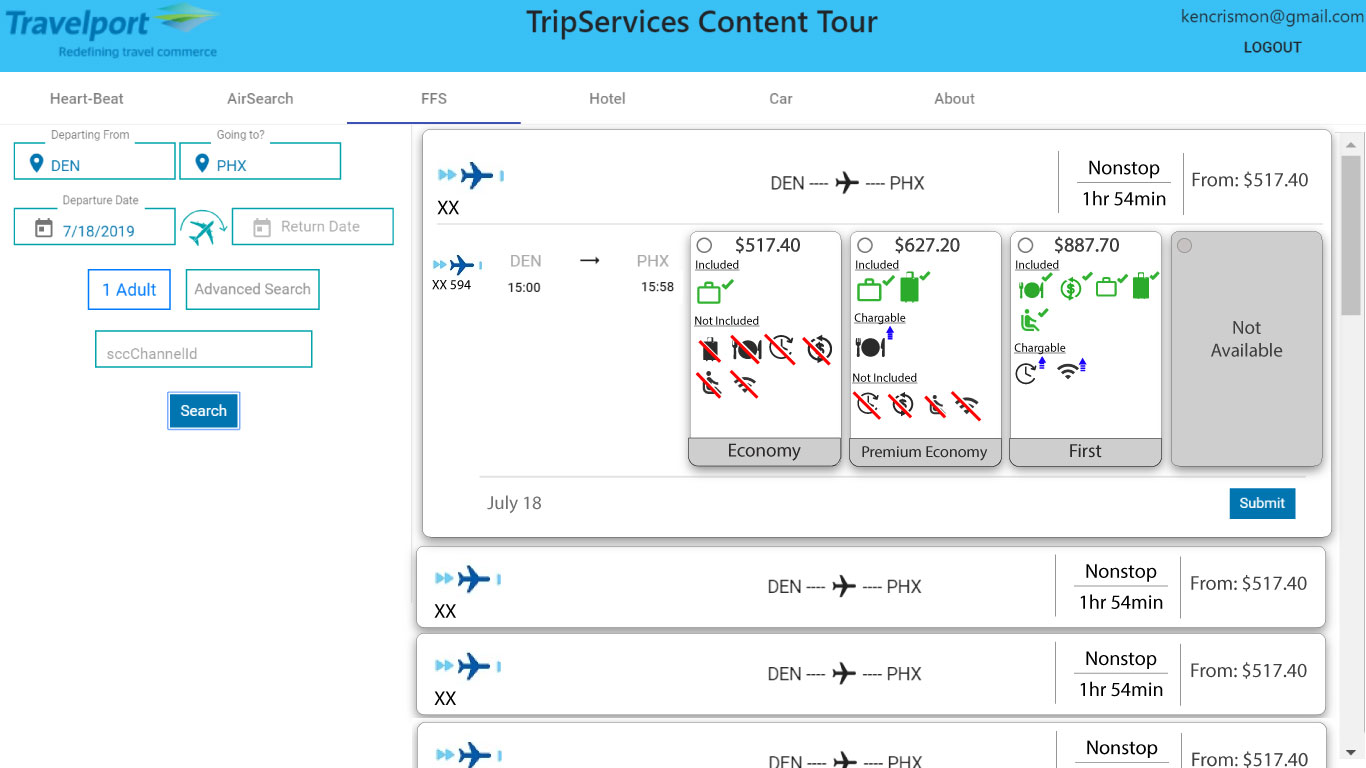 Travelport
Redefining travel commerce
TripServices Content Tour
kencrismon@gmail.com
LOGOUT
Heart-Beat
AirSearch
FFS
Hotel
Car
About
Departing From
DEN
Going to?
PHX
Departure Date
7/18/2019
Return Date
1 Adult
Advanced Search
sccChannelId
Search
XX
DEN ---- ---- PHX
Nonstop
1hr 54min
From: $517.40
XX 594
DEN
15:00
PHX
15:58
$517.40
Included
Not Included
Economy
$627.20
Included
Chargable
Not Included
Premium Economy
$887.70
Included
Chargable
First
Not
Available
July 18
Submit
XX
DEN ---- ---- PHX
Nonstop
1hr 54min
From: $517.40
XX
DEN ---- ---- PHX
Nonstop
1hr 54min
From: $517.40
DEN ---- ---- PHX
Nonstop
From: $517.40